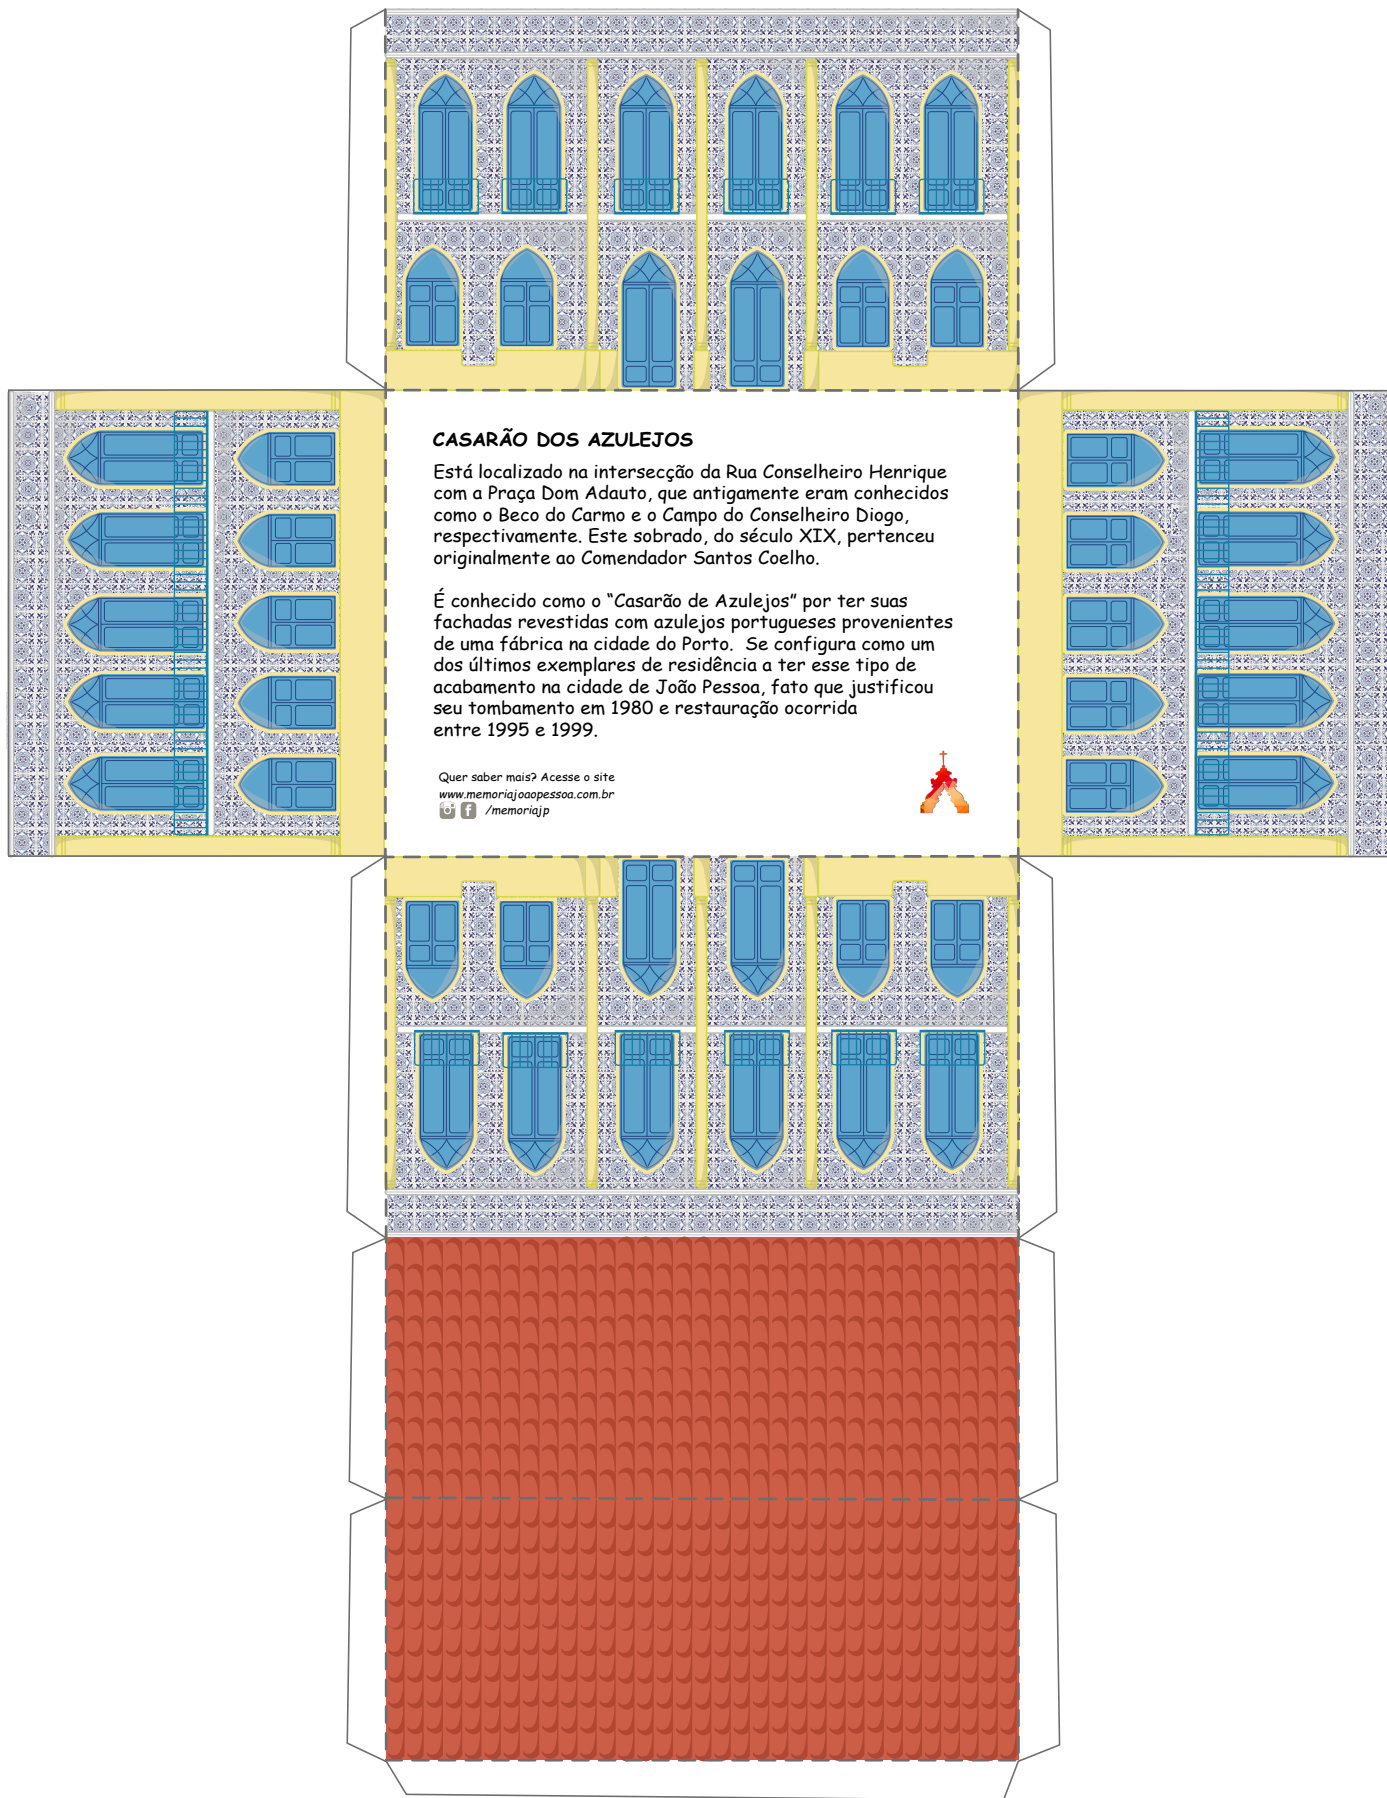 CASARÃO DOS AZULEJOS
Está localizado na intersecção da Rua Conselheiro Henrique
com a Praça Dom Adauto, que antigamente eram conhecidos
como o Beco do Carmo e o Campo do Conselheiro Diogo,
respectivamente. Este sobrado, do século XIX, pertenceu
originalmente ao Comendador Santos Coelho.
É conhecido como o “Casarão de Azulejos” por ter suas
fachadas revestidas com azulejos portugueses provenientes
de uma fábrica na cidade do Porto. Se configura como um
dos últimos exemplares de residência a ter esse tipo de
acabamento na cidade de João Pessoa, fato que justificou
seu tombamento em 1980 e restauração ocorrida
entre 1995 e 1999.
Quer saber mais? Acesse o site
www.memoriajoaopessoa.com.br
/memoriajp